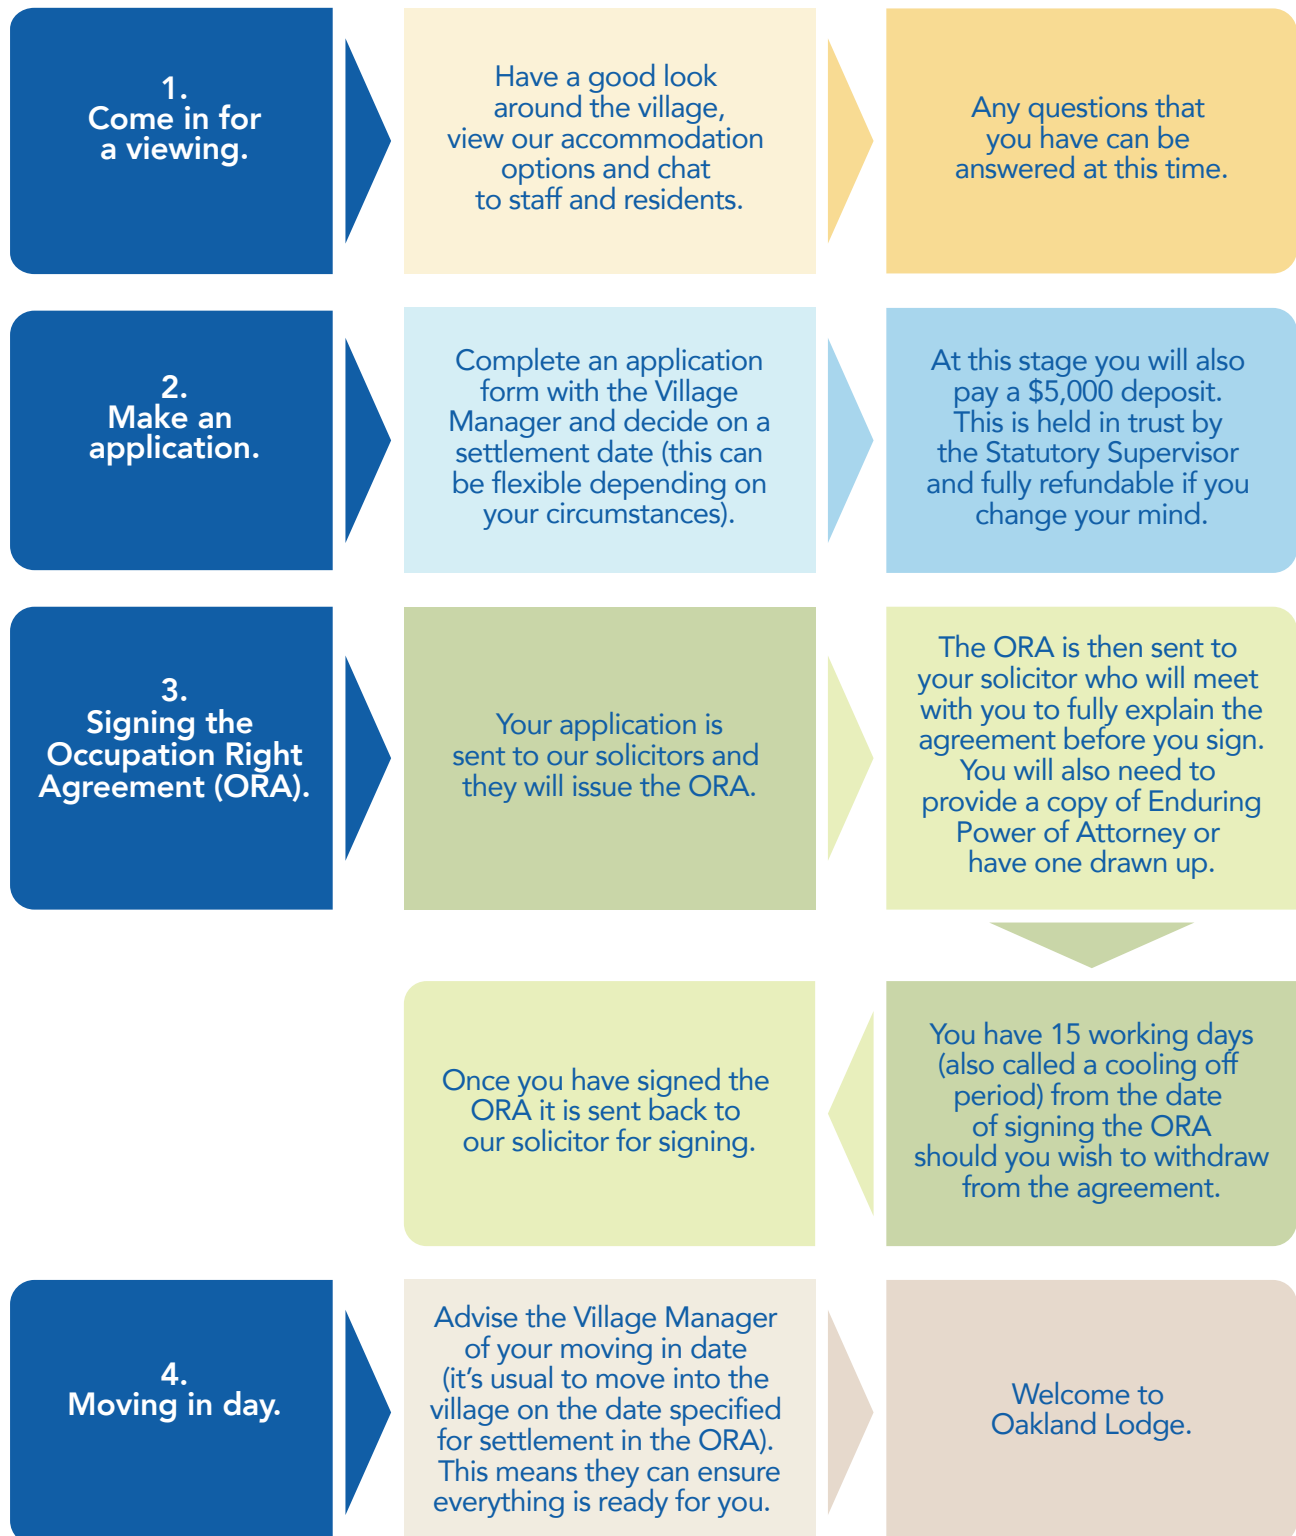 1.
Come in for
a viewing.
Have a good look
around the village,
view our accommodation
options and chat
to staff and residents.
Any questions that
you have can be
answered at this time.
2.
Make an
application.
Complete an application
form with the Village
Manager and decide on a
settlement date (this can
be flexible depending on
your circumstances).
At this stage you will also
pay a $5,000 deposit.
This is held in trust by
the Statutory Supervisor
and fully refundable if you
change your mind.
3.
Signing the
Occupation Right
Agreement (ORA).
Your application is
sent to our solicitors and
they will issue the ORA.
The ORA is then sent to
your solicitor who will meet
with you to fully explain the
agreement before you sign.
You will also need to
provide a copy of Enduring
Power of Attorney or
have one drawn up.
You have 15 working days
(also called a cooling off
period) from the date
of signing the ORA
should you wish to withdraw
from the agreement.
Once you have signed the
ORA it is sent back to
our solicitor for signing.
4.
Moving in day.
Advise the Village Manager
of your moving in date
(it's usual to move into the
village on the date specified
for settlement in the ORA).
This means they can ensure
everything is ready for you.
Welcome to
Oakland Lodge.